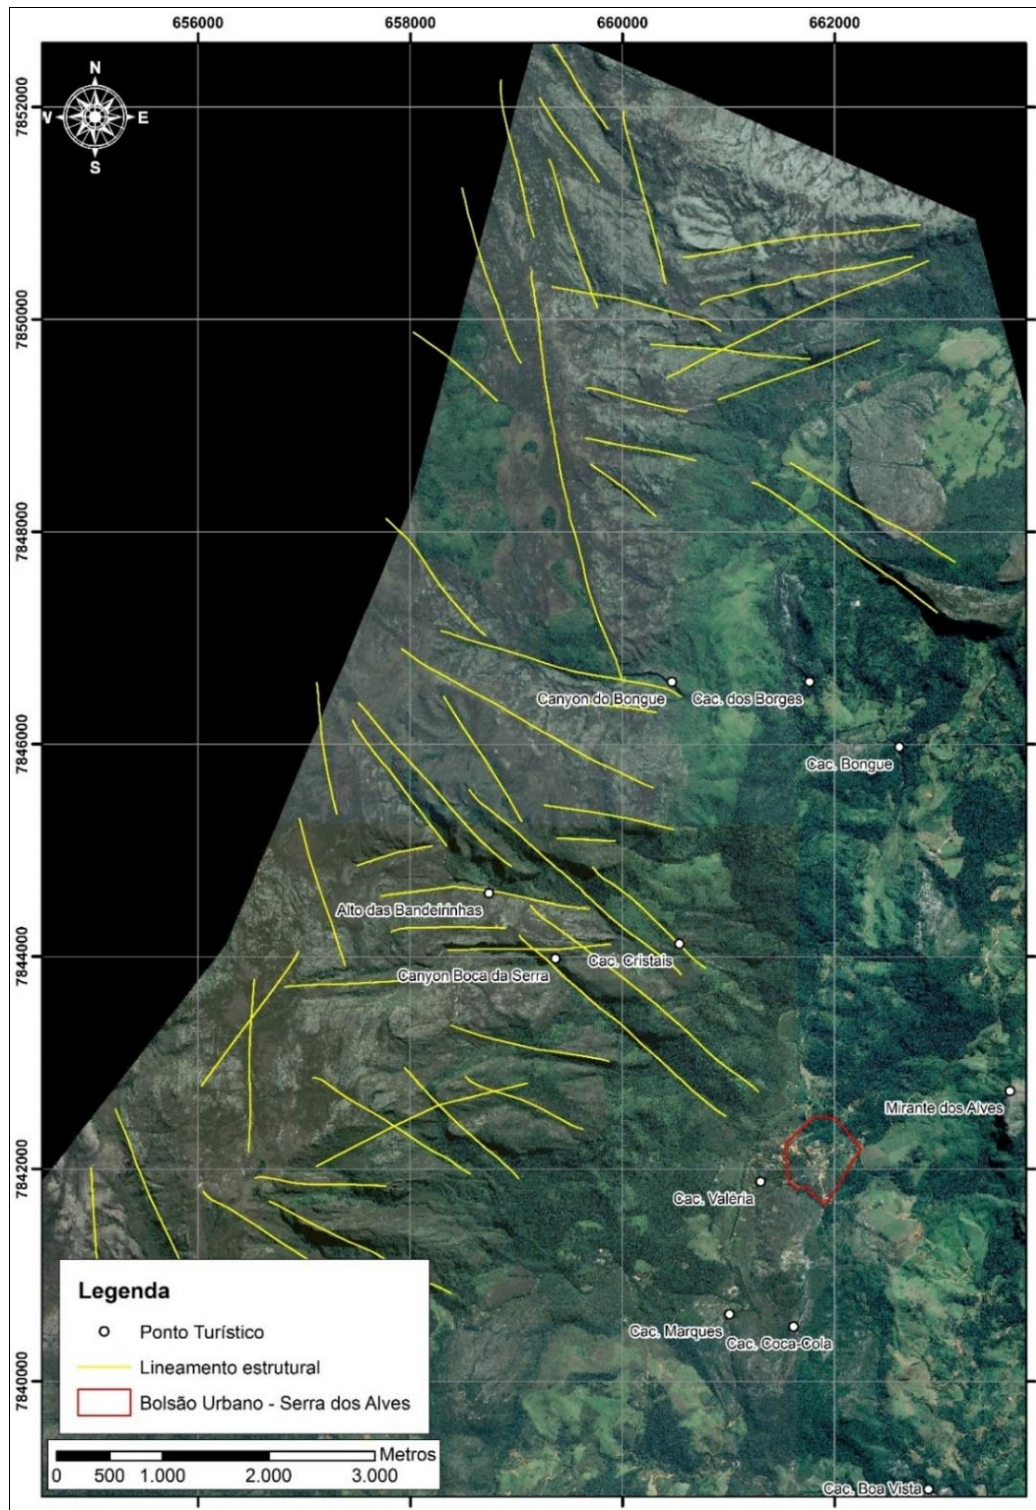 656000 658000 660000 662000
N
E
S
7852000
7850000
7848000
7846000
7844000
7842000
7840000
Canyon do Bongue
Cac. dos Borges
Cac. Bongue
Alto das Bandeirinhas
Cac. Cristais
Canyon Boca da Serra
Mirante dos Alves
Cac. Valéria
Cac. Marques
Cac. Coca-Cola
Cac. Boa Vista
Legenda
Ponto Turístico
Lineamento estrutural
Bolsão Urbano - Serra dos Alves
Metros
0 500 1.000 2.000 3.000